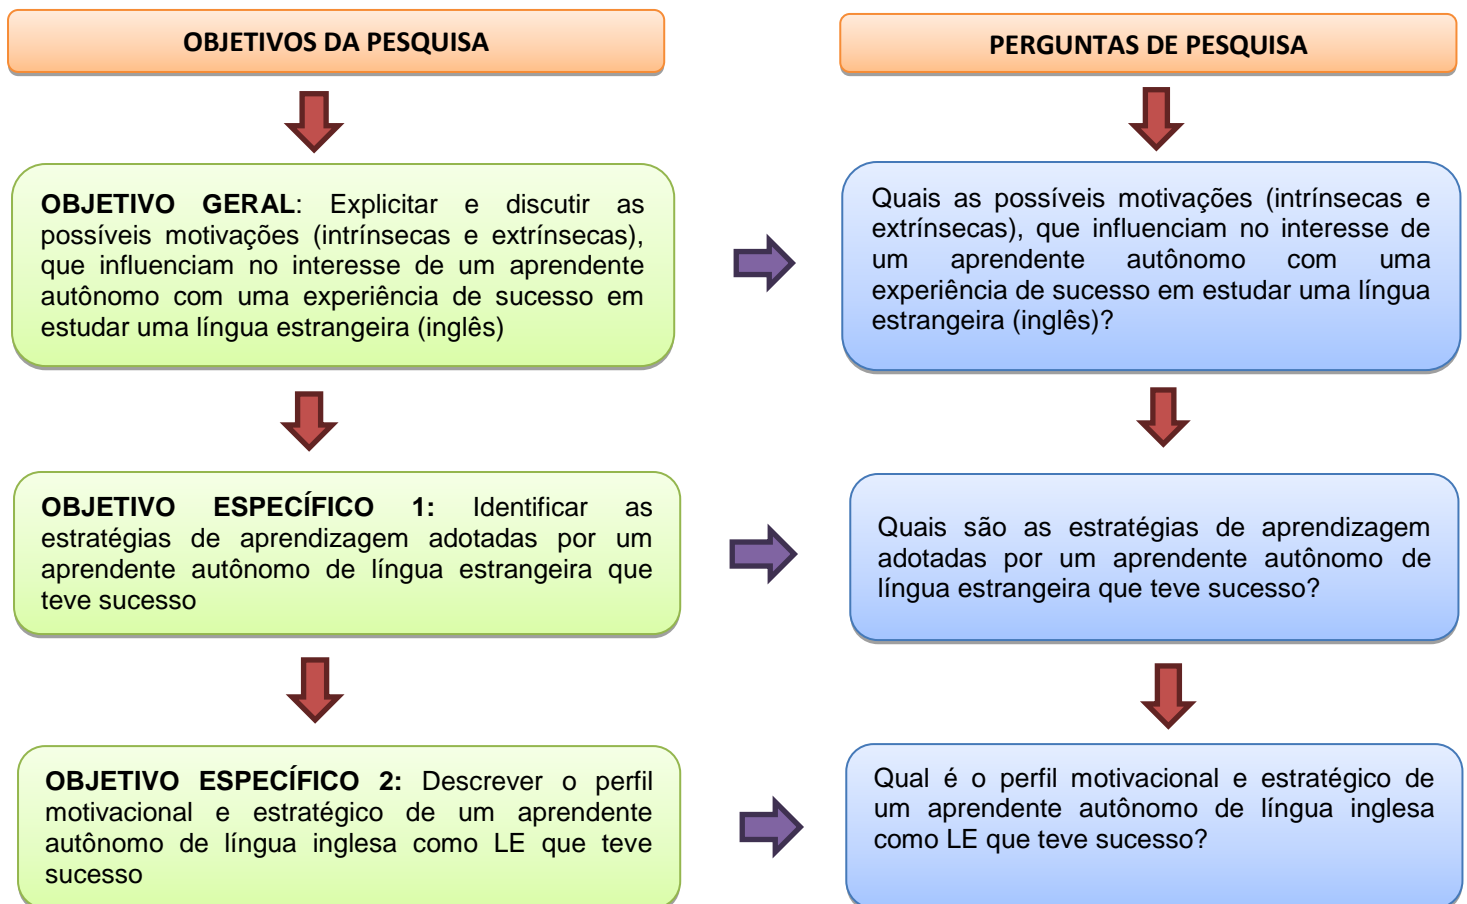 OBJETIVOS DA PESQUISA
PERGUNTAS DE PESQUISA
OBJETIVO GERAL: Explicitar e discutir as
possíveis motivações (intrínsecas e extrínsecas),
que influenciam no interesse de um aprendente
autônomo com uma experiência de sucesso em
estudar uma língua estrangeira (inglês)
Quais as possíveis motivações (intrínsecas e
extrínsecas), que influenciam no interesse de
um aprendente autônomo com uma
experiência de sucesso em estudar uma língua
estrangeira (inglês)?
OBJETIVO ESPECÍFICO 1: Identificar as
estratégias de aprendizagem adotadas por um
aprendente autônomo de língua estrangeira que
teve sucesso
Quais são as estratégias de aprendizagem
adotadas por um aprendente autônomo de
língua estrangeira que teve sucesso?
OBJETIVO ESPECÍFICO 2: Descrever o perfil
motivacional e estratégico de um aprendente
autônomo de língua inglesa como LE que teve
sucesso
Qual é o perfil motivacional e estratégico de
um aprendente autônomo de língua inglesa
como LE que teve sucesso?